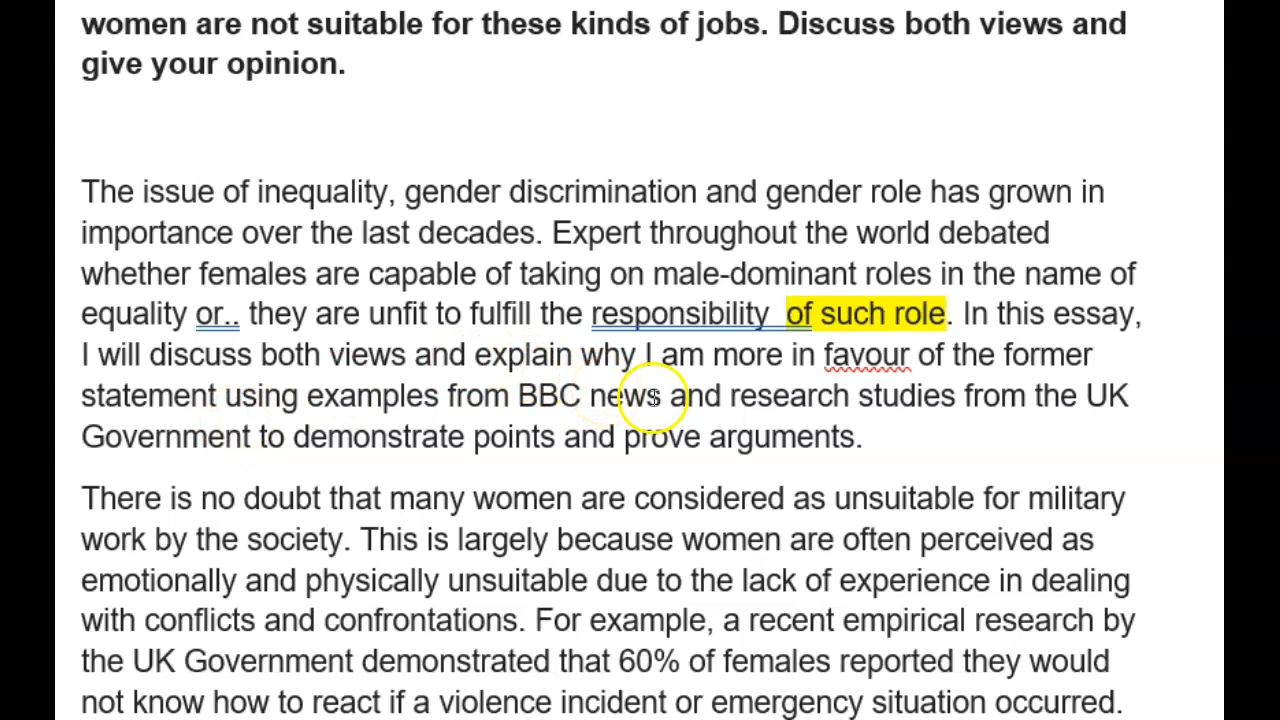 women are not suitable for these kinds of jobs. Discuss both views and
give your opinion.
The issue of inequality, gender discrimination and gender role has grown in
importance over the last decades. Expert throughout the world debated
whether females are capable of taking on male-dominant roles in the name of
equality or.. they are unfit to fulfill the responsibility  of such role. In this essay,
I will discuss both views and explain why I am more in favour of the former
statement using examples from BBC news and research studies from the UK
Government to demonstrate points and prove arguments.
There is no doubt that many women are considered as unsuitable for military
work by the society. This is largely because women are often perceived as
emotionally and physically unsuitable due to the lack of experience in dealing
with conflicts and confrontations. For example, a recent empirical research by
the UK Government demonstrated that 60% of females reported they would
not know how to react if a violence incident or emergency situation occurred.